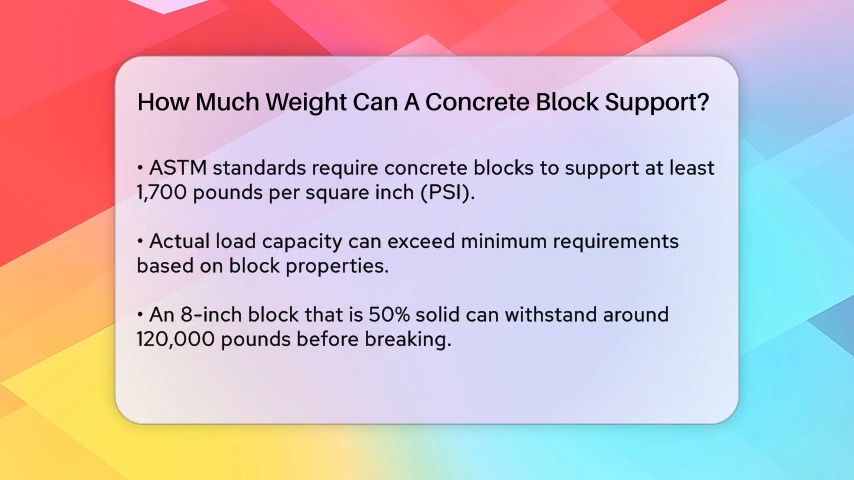 How Much Weight Can A Concrete Block Support?
• ASTM standards require concrete blocks to support at least
1,700 pounds per square inch (PSI).
• Actual load capacity can exceed minimum requirements
based on block properties.
• An 8-inch block that is 50% solid can withstand around
120,000 pounds before breaking.